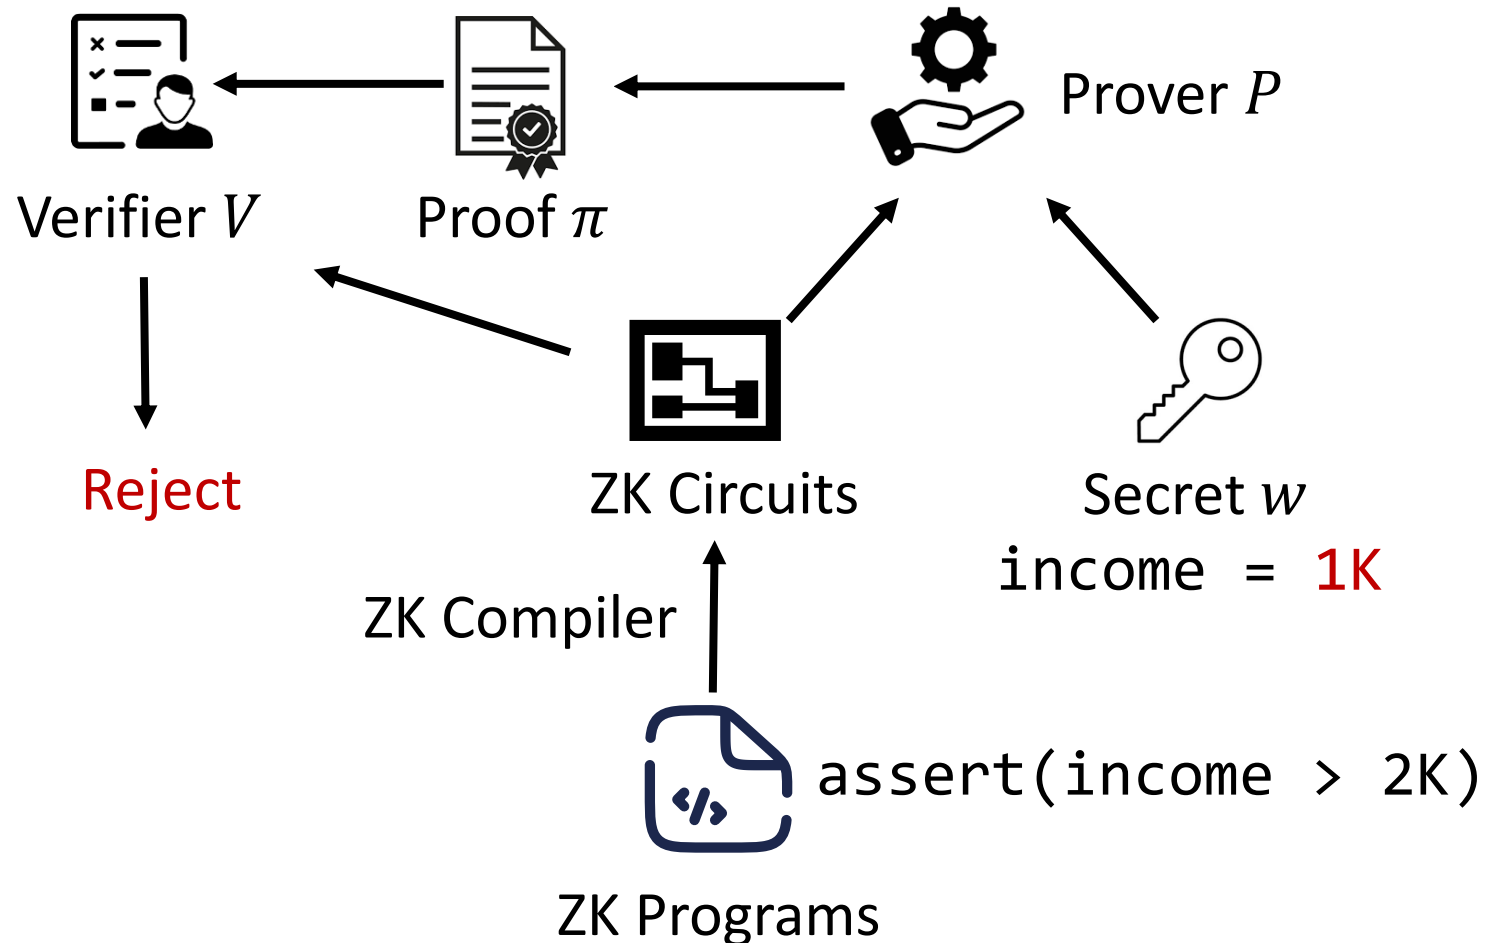 Prover P
Verifier V
Proof π
Reject
ZK Circuits
Secret w
income = 1K
ZK Compiler
</>
assert(income > 2K)
ZK Programs